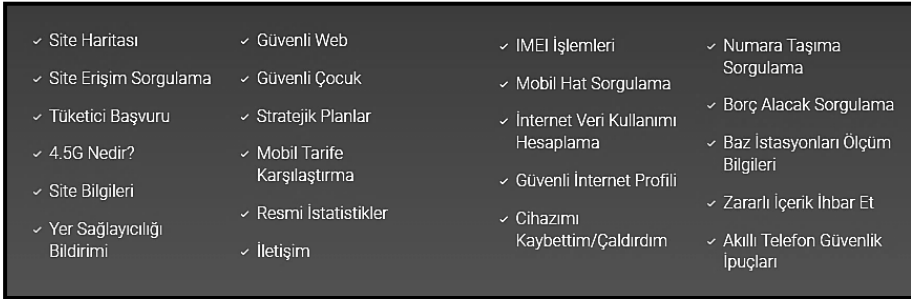 Site Haritası
Site Erişim Sorgulama
Tüketici Başvuru
4.5G Nedir?
Site Bilgileri
Yer Sağlayıcılığı
Bildirimi
Güvenli Web
Güvenli Çocuk
Stratejik Planlar
Mobil Tarife
Karşılaştırma
Resmi İstatistikler
İletişim
IMEI İşlemleri
Mobil Hat Sorgulama
İnternet Veri Kullanımı
Hesaplama
Güvenli İnternet Profili
Cihazımı
Kaybettim/Çaldırdım
Numara Taşıma
Sorgulama
Borç Alacak Sorgulama
Baz İstasyonları Ölçüm
Bilgileri
Zararlı İçerik İhbar Et
Akıllı Telefon Güvenlik
İpuçları